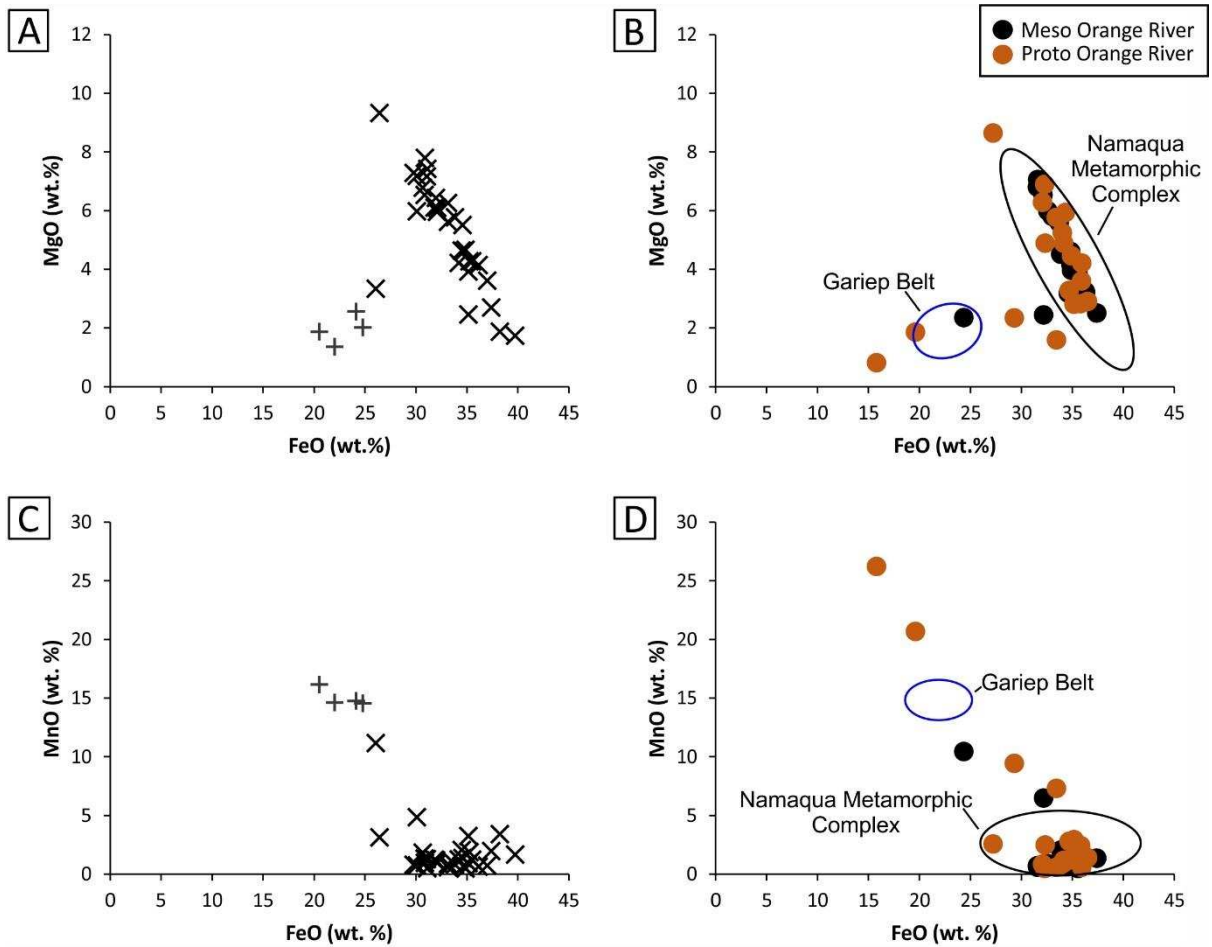 A
12
10
8
6
4
2
0
MgO (wt.%)
0 5 10 15 20 25 30 35 40 45
FeO (wt.%)
B
Meso Orange River
Proto Orange River
12
10
8
6
4
2
0
MgO (wt.%)
Namaqua
Metamorphic
Complex
Gariep Belt
0 5 10 15 20 25 30 35 40 45
FeO (wt.%)
C
30
25
20
15
10
5
0
MnO (wt. %)
0 5 10 15 20 25 30 35 40 45
FeO (wt. %)
D
30
25
20
15
10
5
0
MnO (wt. %)
Gariep Belt
Namaqua Metamorphic
Complex
0 5 10 15 20 25 30 35 40 45
FeO (wt. %)